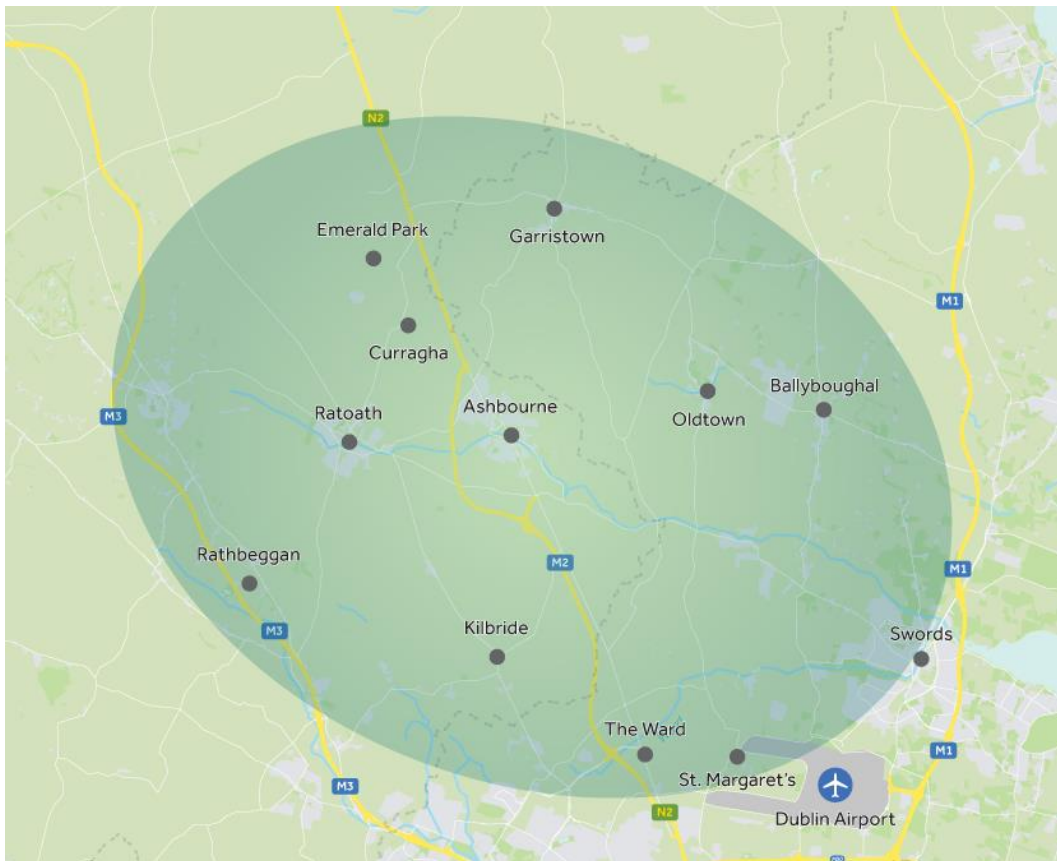 N2
Garristown
Emerald Park
M1
Curragha
Ballyboughal
Ashbourne
Ratoath
M3
Oldtown
Rathbeggan
M2
M1
Kilbride
M3
Swords
The Ward
M1
St. Margaret's
M3
N2
Dublin Airport